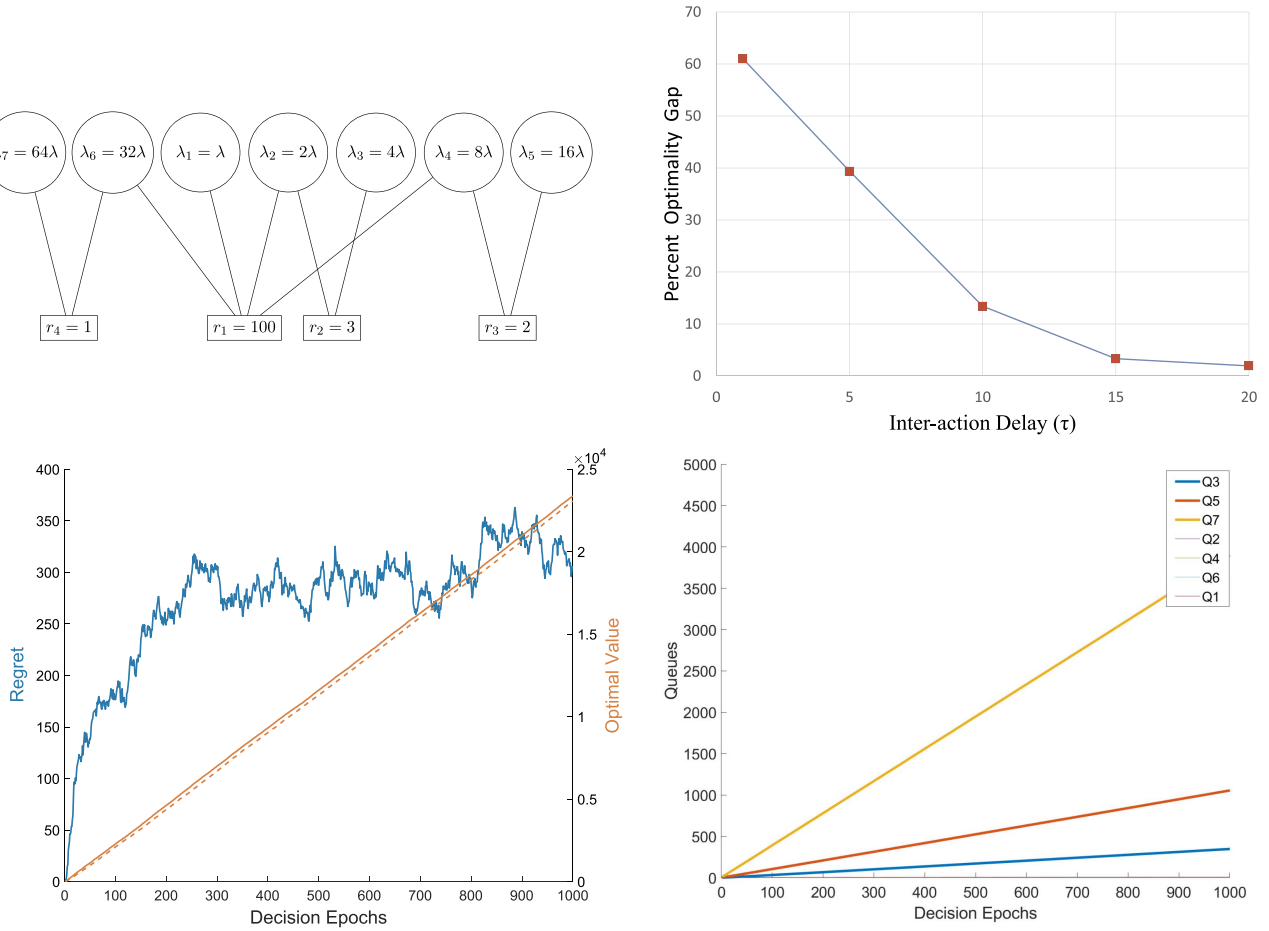 ₇ = 64λ λ₆ = 32λ λ₁ = λ λ₂ = 2λ λ₃ = 4λ λ₄ = 8λ λ₅ = 16λ
r₄ = 1 r₁ = 100 r₂ = 3 r₃ = 2
Percent Optimality Gap
70
60
50
40
30
20
10
0
0 5 10 15 20
Inter-action Delay (τ)
Regret
400
350
300
250
200
150
100
50
0
×10⁴
2.5
2
1.5
1
0.5
0
Optimal Value
0 100 200 300 400 500 600 700 800 900 1000
Decision Epochs
Queues
5000
4500
4000
3500
3000
2500
2000
1500
1000
500
0
Q3
Q5
Q7
Q2
Q4
Q6
Q1
0 100 200 300 400 500 600 700 800 900 1000
Decision Epochs